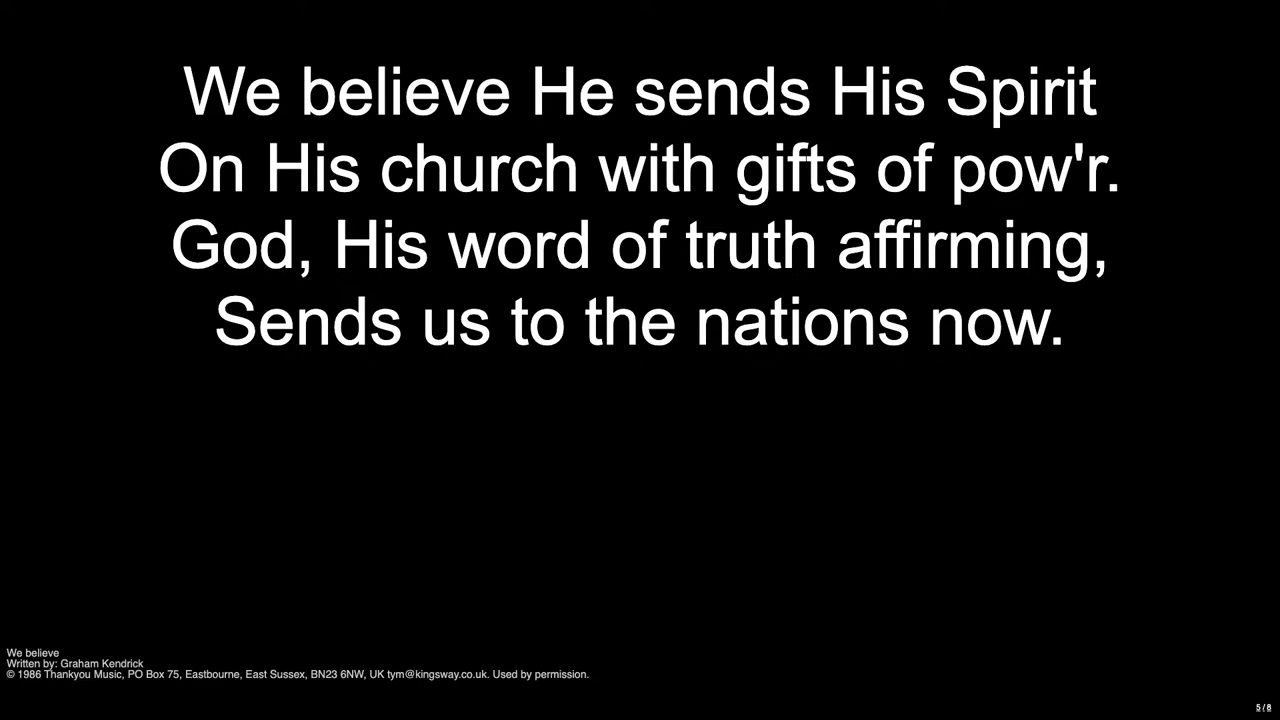 We believe He sends His Spirit
On His church with gifts of pow'r.
God, His word of truth affirming,
Sends us to the nations now.
We believe
Written by: Graham Kendrick
© 1986 Thankyou Music, PO Box 75, Eastbourne, East Sussex, BN23 6NW, UK tym@kingsway.co.uk. Used by permission.
5 / 8